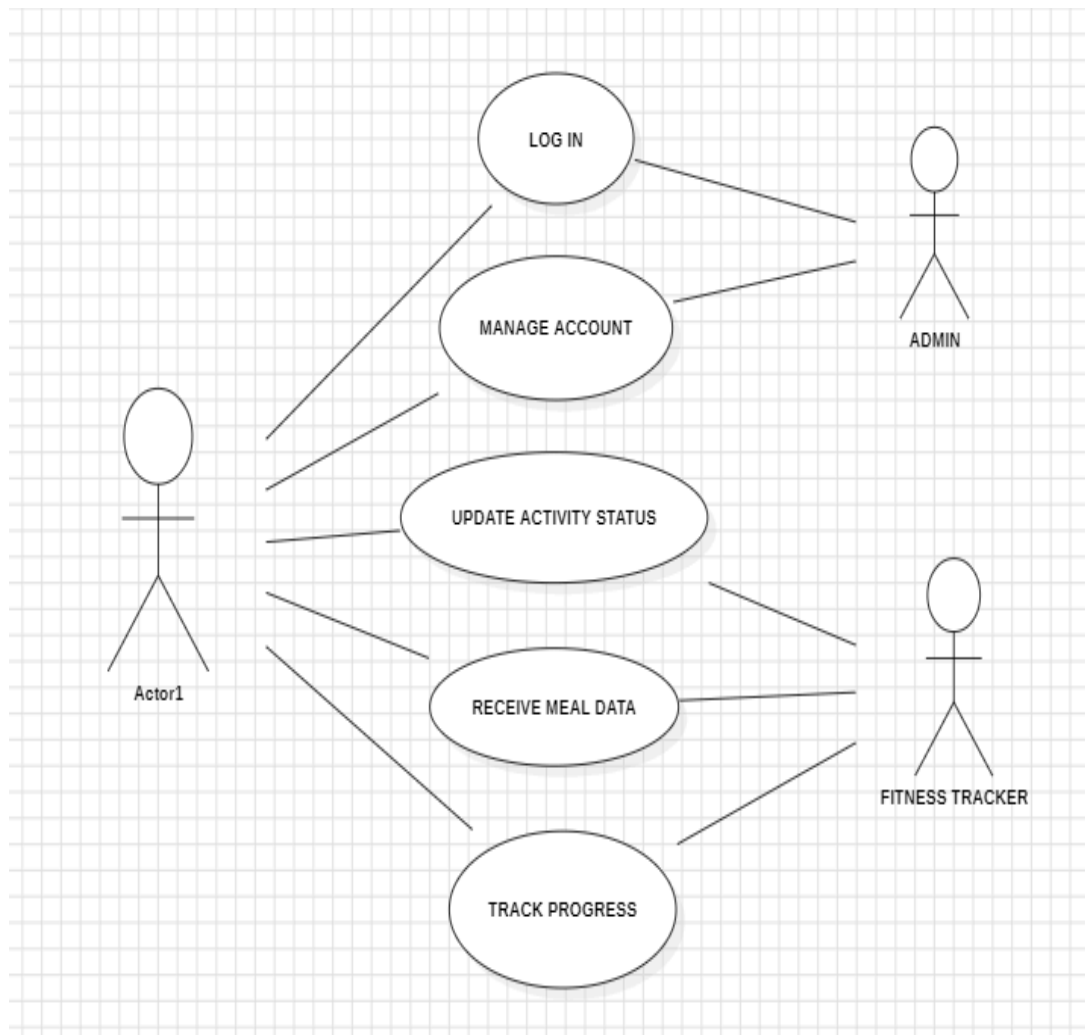 LOG IN
ADMIN
MANAGE ACCOUNT
UPDATE ACTIVITY STATUS
Actor1
RECEIVE MEAL DATA
FITNESS TRACKER
TRACK PROGRESS